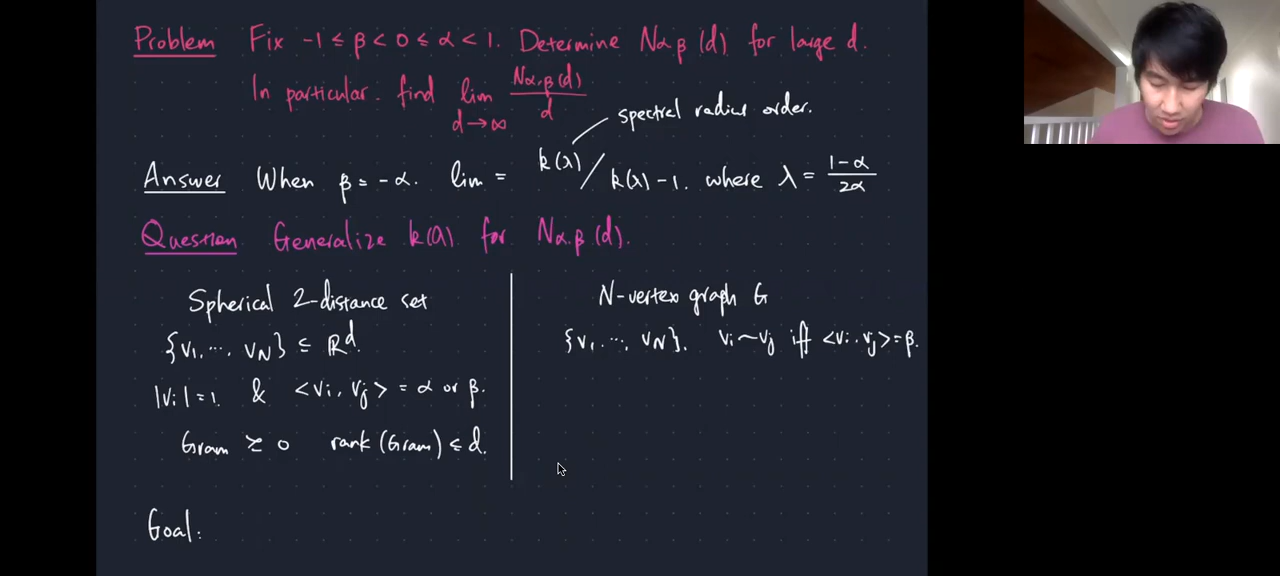 Problem Fix -1 ≤ β < 0 ≤ α < 1. Determine Nα,β (d) for large d.
In particular. find lim d→∞ Nα,β(d) / d
spectral radius order.
Answer When β = -α. lim = k(λ) / k(λ) - 1. where λ = 1-α / 2α
Question Generalize k(λ) for Nα,β (d).
Spherical 2-distance set
{v1, ..., vN} ⊆ ℝ^d.
|vi| = 1. & <vi, vj> = α or β.
Gram ≽ 0 rank (Gram) ≤ d.
N-vertex graph G
{v1, ..., vN}. vi ~ vj iff <vi, vj> = β.
Goal: